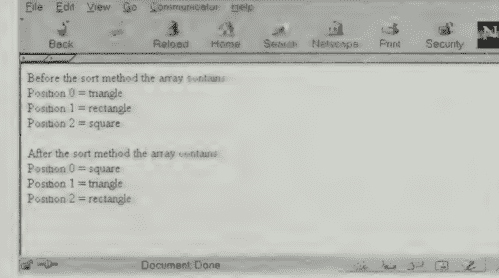 File Edit View Go Communicator Help
Back Reload Home Search Netscape Print Security
Before the sort method the array contains
Position 0 = triangle
Position 1 = rectangle
Position 2 = square
After the sort method the array contains
Position 0 = square
Position 1 = triangle
Position 2 = rectangle
Document Done